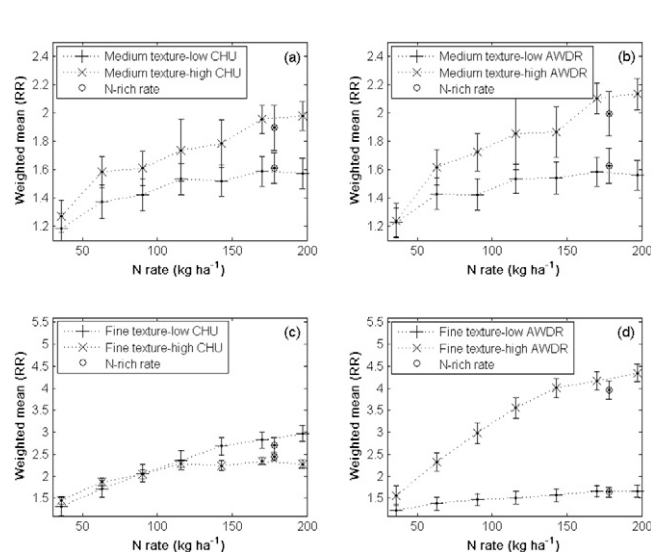 2.4
2.2
2
1.8
1.6
1.4
1.2
Weighted mean (RR)
Medium texture-low CHU
Medium texture-high CHU
N-rich rate
(a)
50 100 150 200
N rate (kg ha⁻¹)
2.4
2.2
2
1.8
1.6
1.4
1.2
Weighted mean (RR)
Medium texture-low AWDR
Medium texture-high AWDR
N-rich rate
(b)
50 100 150 200
N rate (kg ha⁻¹)
5.5
5
4.5
4
3.5
3
2.5
2
1.5
Weighted mean (RR)
Fine texture-low CHU
Fine texture-high CHU
N-rich rate
(c)
50 100 150 200
N rate (kg ha⁻¹)
5.5
5
4.5
4
3.5
3
2.5
2
1.5
Weighted mean (RR)
Fine texture-low AWDR
Fine texture-high AWDR
N-rich rate
(d)
50 100 150 200
N rate (kg ha⁻¹)